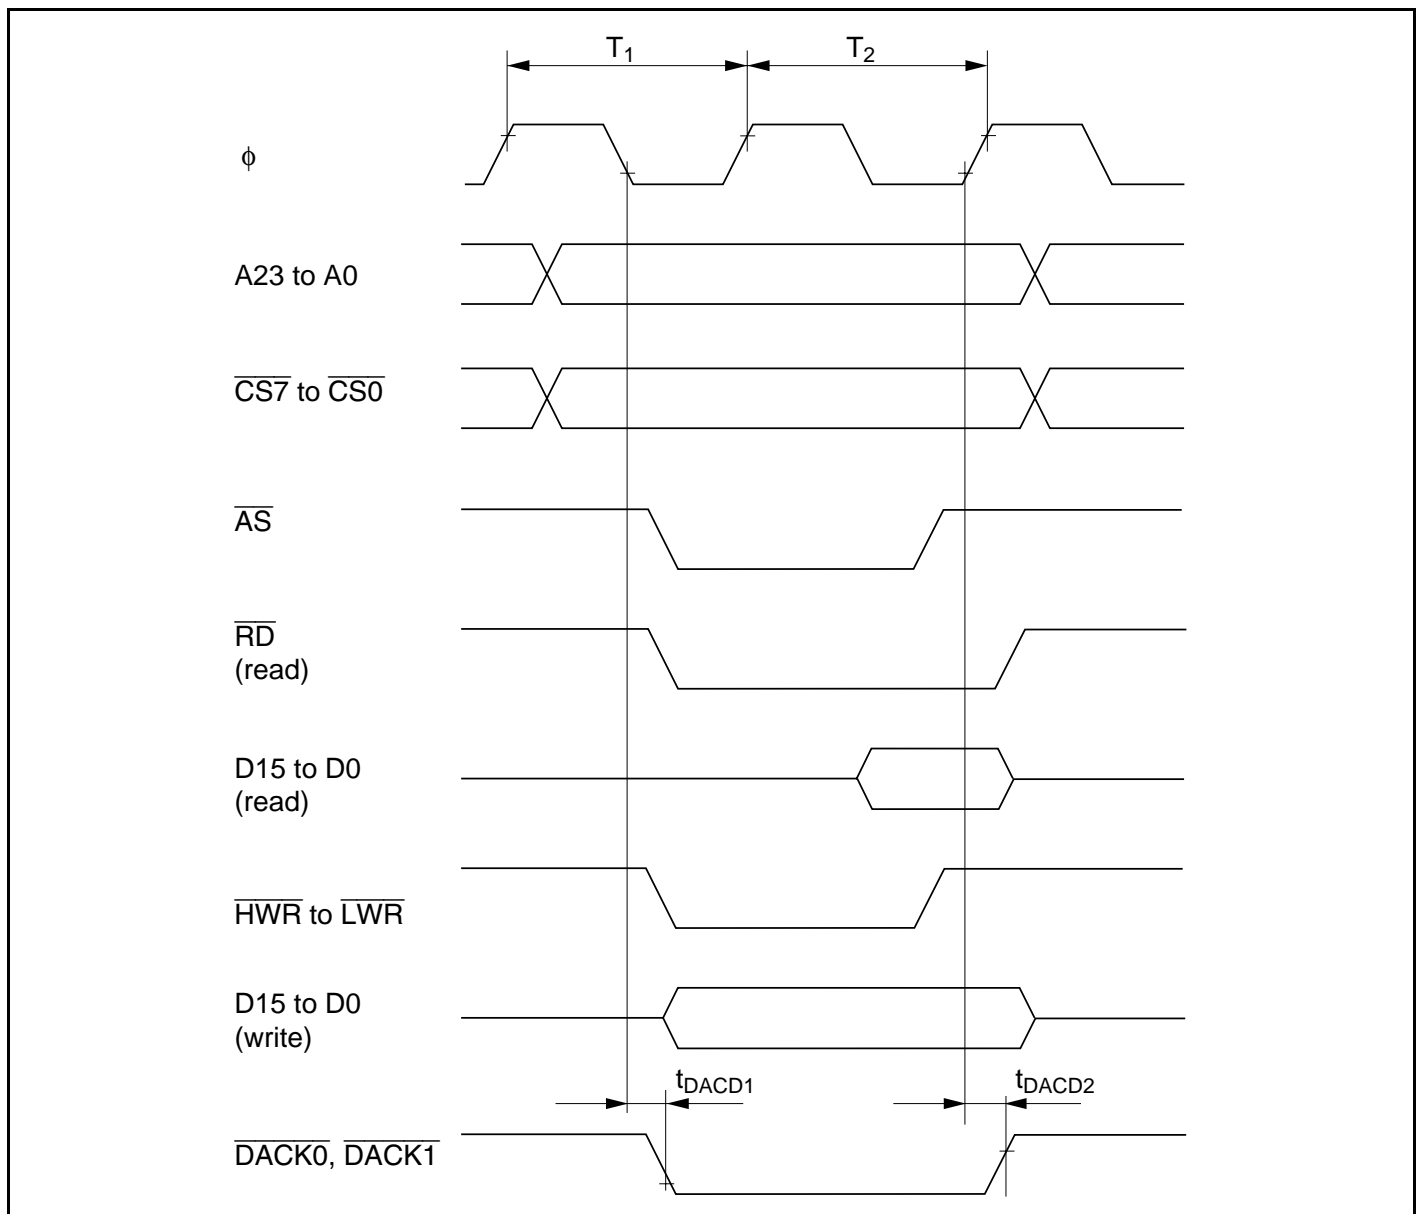 T1 T2
ϕ
A23 to A0
CS7 to CS0
AS
RD
(read)
D15 to D0
(read)
HWR to LWR
D15 to D0
(write)
tDACD1 tDACD2
DACK0, DACK1